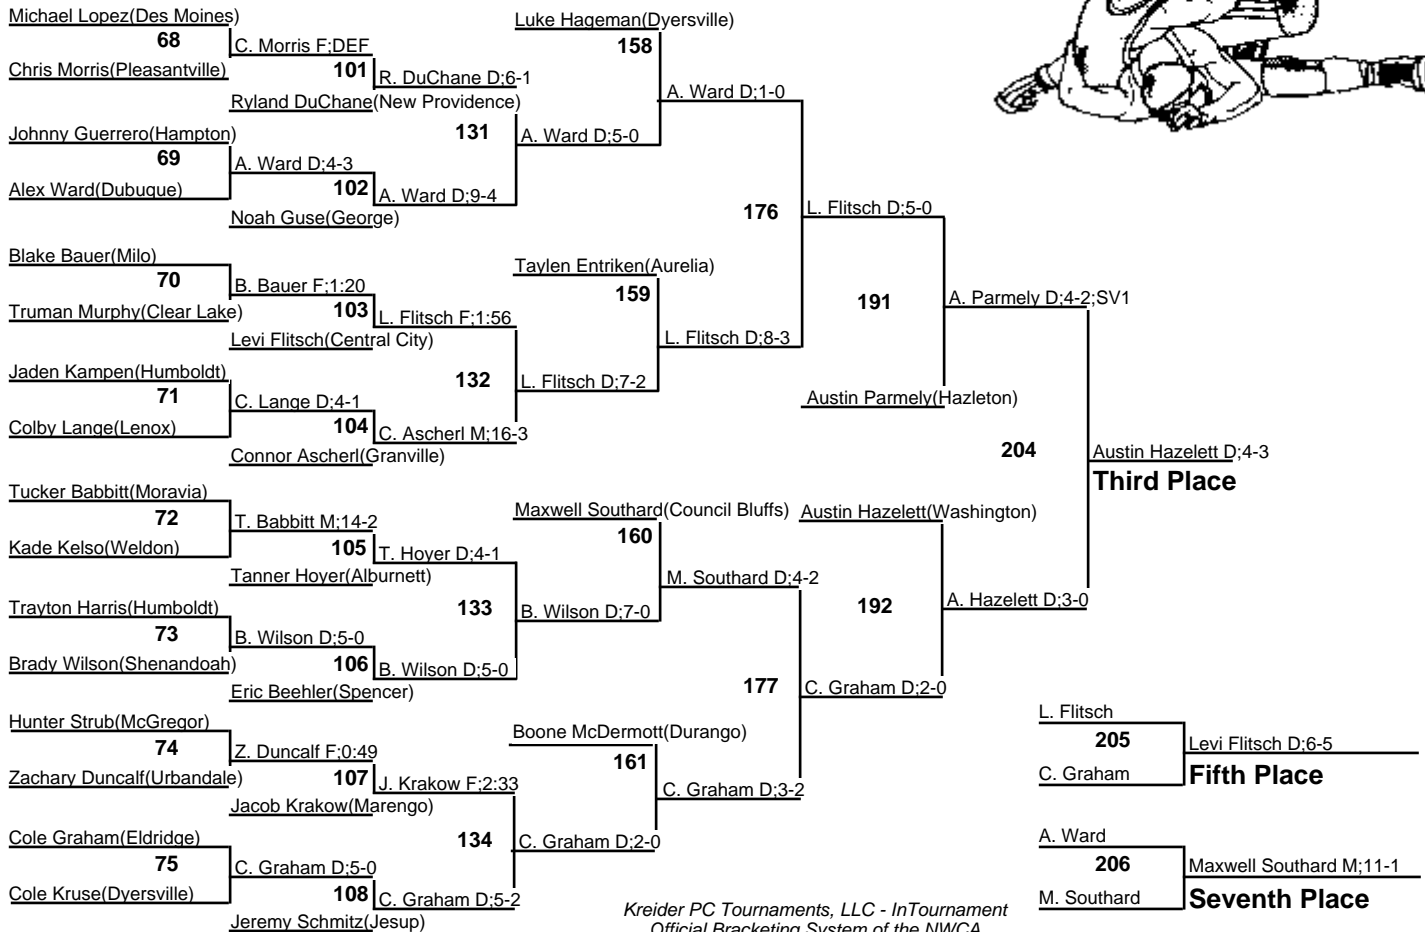 Michael Lopez(Des Moines)
68
C. Morris F;DEF
Chris Morris(Pleasantville)
101
R. DuChane D;6-1
Ryland DuChane(New Providence)
131
A. Ward D;5-0
Johnny Guerrero(Hampton)
69
A. Ward D;4-3
Alex Ward(Dubuque)
102
A. Ward D;9-4
Noah Guse(George)
Luke Hageman(Dyersville)
158
A. Ward D;1-0
176
L. Flitsch D;5-0
Blake Bauer(Milo)
70
B. Bauer F;1:20
Truman Murphy(Clear Lake)
103
L. Flitsch F;1:56
Levi Flitsch(Central City)
132
L. Flitsch D;7-2
Jaden Kampen(Humboldt)
71
C. Lange D;4-1
Colby Lange(Lenox)
104
C. Ascherl M;16-3
Connor Ascherl(Granville)
Taylen Entriken(Aurelia)
159
L. Flitsch D;8-3
191
A. Parmely D;4-2;SV1
Austin Parmely(Hazleton)
204
Austin Hazelett D;4-3
Third Place
Tucker Babbitt(Moravia)
72
T. Babbitt M;14-2
Kade Kelso(Weldon)
105
T. Hoyer D;4-1
Tanner Hoyer(Alburnett)
133
B. Wilson D;7-0
Trayton Harris(Humboldt)
73
B. Wilson D;5-0
Brady Wilson(Shenandoah)
106
B. Wilson D;5-0
Eric Beehler(Spencer)
Maxwell Southard(Council Bluffs)
160
M. Southard D;4-2
Austin Hazelett(Washington)
192
A. Hazelett D;3-0
177
C. Graham D;2-0
Hunter Strub(McGregor)
74
Z. Duncalf F;0:49
Zachary Duncalf(Urbandale)
107
J. Krakow F;2:33
Jacob Krakow(Marengo)
134
C. Graham D;2-0
Cole Graham(Eldridge)
75
C. Graham D;5-0
Cole Kruse(Dyersville)
108
C. Graham D;5-2
Jeremy Schmitz(Jesup)
Boone McDermott(Durango)
161
C. Graham D;3-2
L. Flitsch
205
Levi Flitsch D;6-5
C. Graham
Fifth Place
A. Ward
206
Maxwell Southard M;11-1
M. Southard
Seventh Place
Kreider PC Tournaments, LLC - InTournament
Official Bracketing System of the NWCA